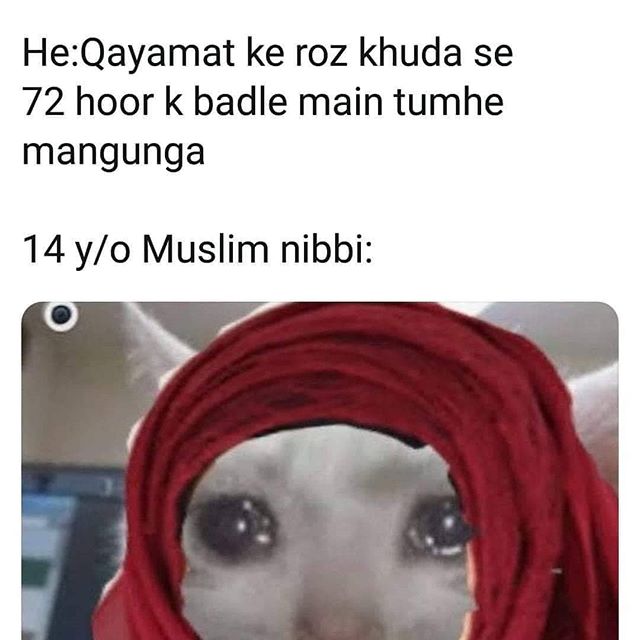 He:Qayamat ke roz khuda se
72 hoor k badle main tumhe
mangunga
14 y/o Muslim nibbi: